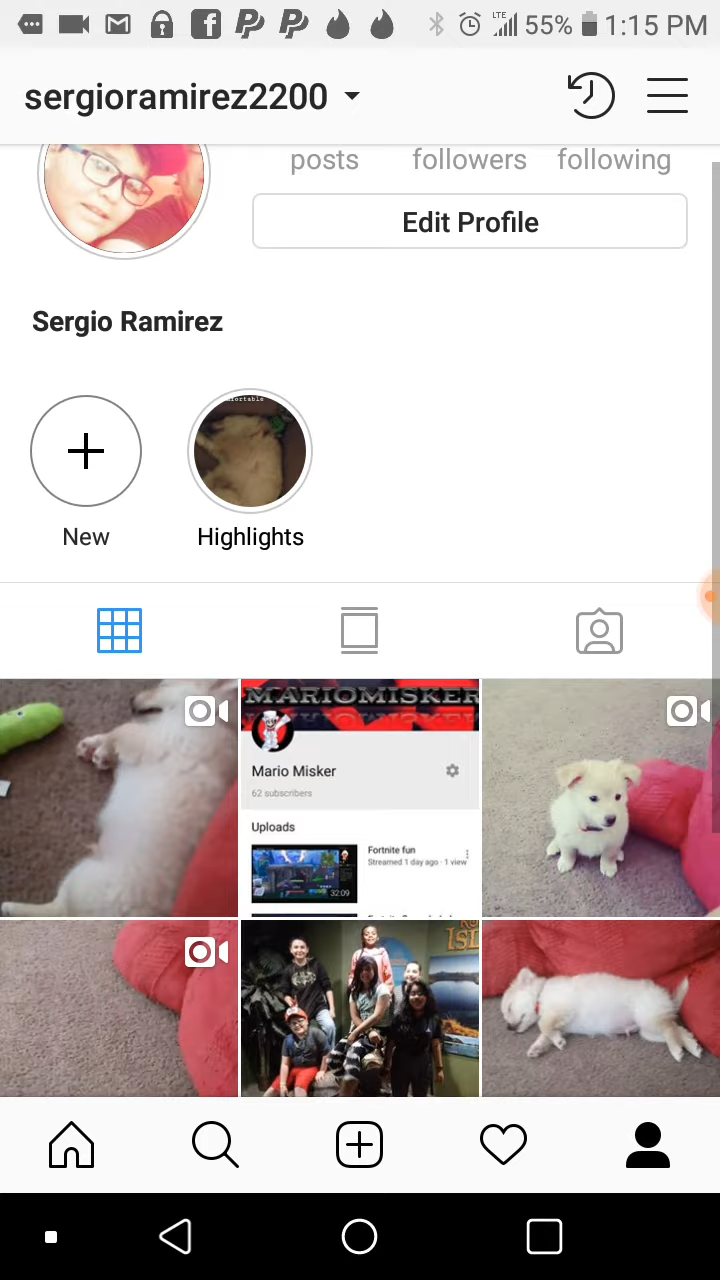 LTE 55% 1:15 PM
sergioramirez2200
posts followers following
Edit Profile
Sergio Ramirez
New
Highlights
MARIOMISKER
Mario Misker
62 subscribers
Uploads
Fortnite fun
Streamed 1 day ago · 1 view
32:09